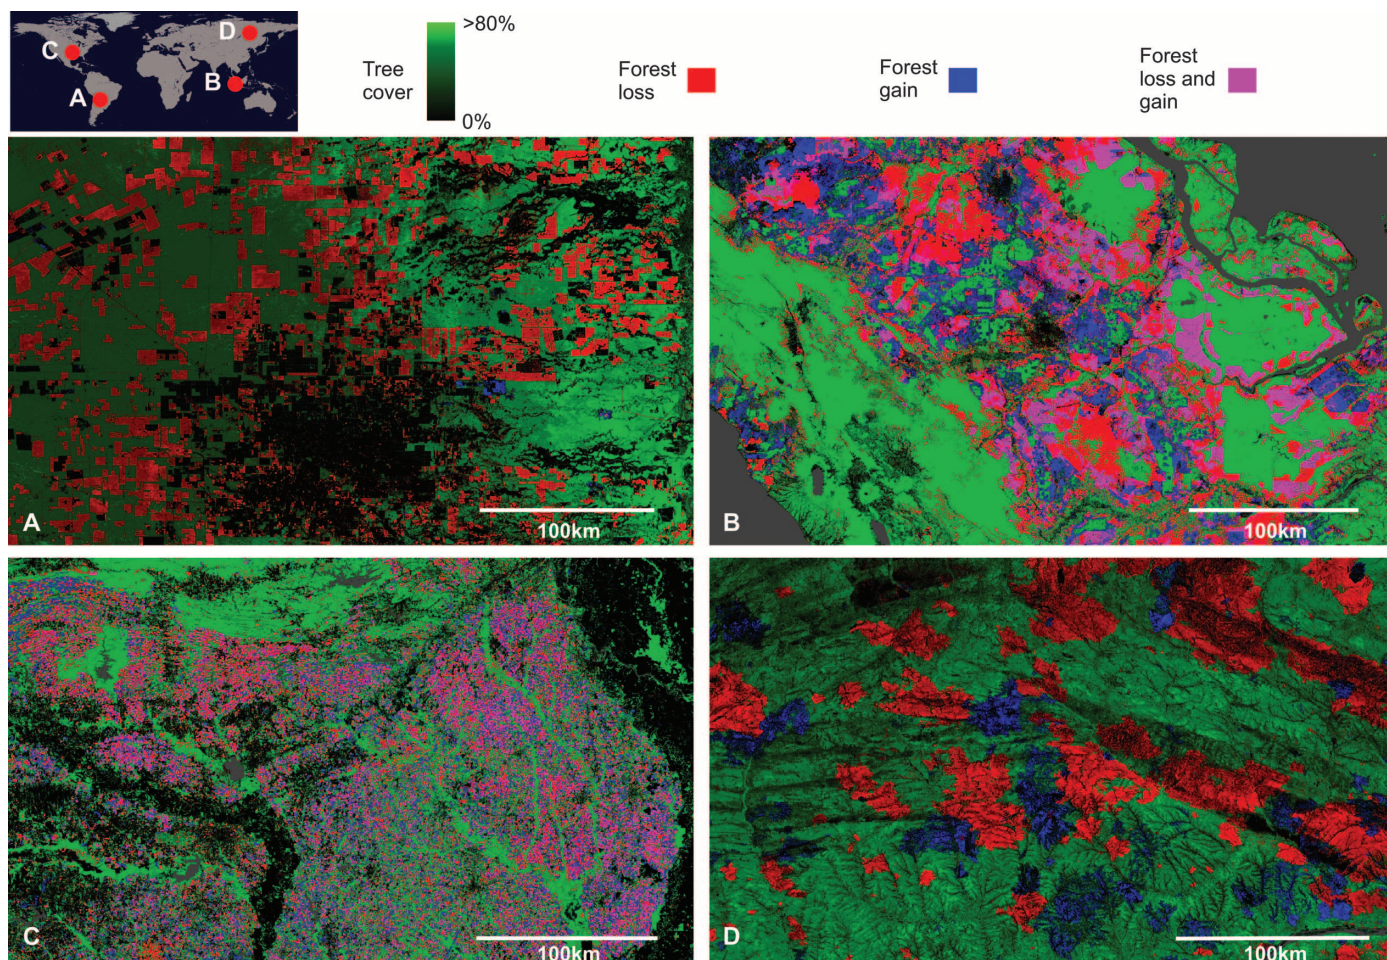 C
D
B
A
Tree
cover
>80%
0%
Forest
loss
Forest
gain
Forest
loss and
gain
A
100km
B
100km
C
100km
D
100km